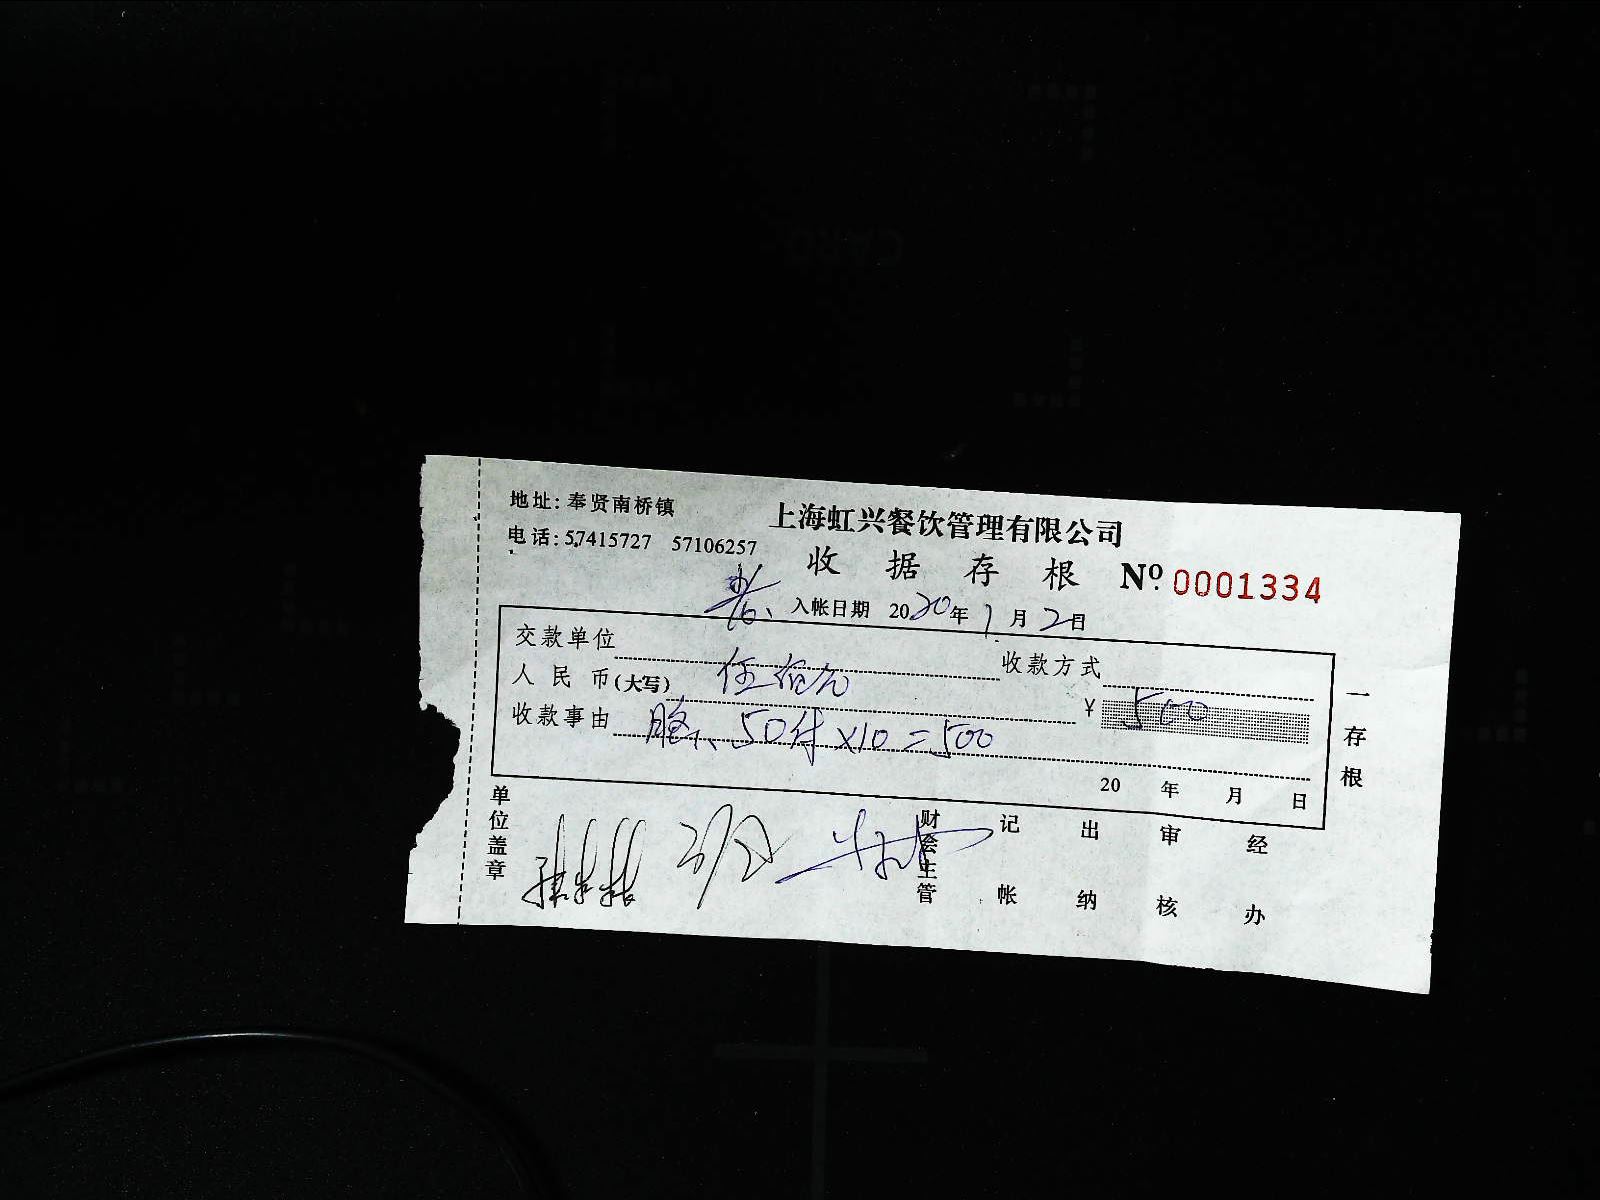 地址:奉贤南桥镇
上海虹兴餐饮管理有限公司
电话:57415727 57106257
收据存根 №0001334
入帐日期 2020年1月2日
交款单位 收款方式
人民币(大写) 伍佰元 ¥500
收款事由 50件×10=500
20 年 月 日
一存根
单位盖章 财会主管 记帐 出纳 审核 经办